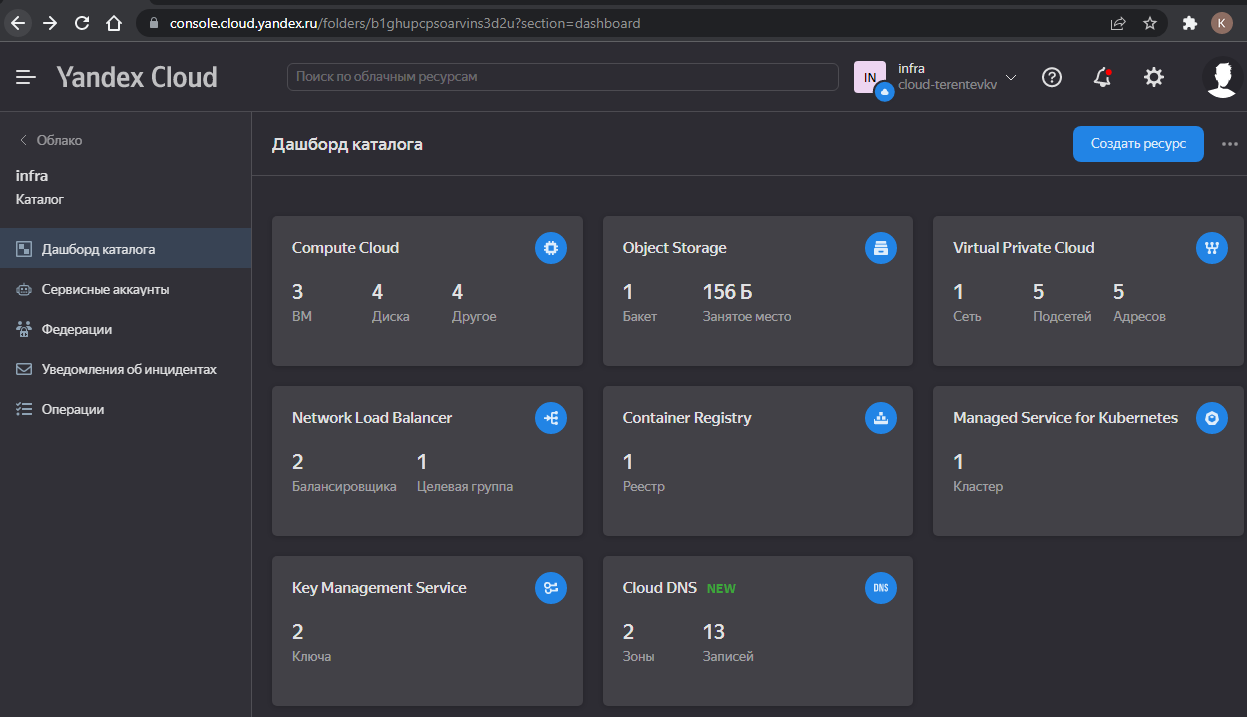 console.cloud.yandex.ru/folders/b1ghupcpsoarvins3d2u?section=dashboard
K
Yandex Cloud
Поиск по облачным ресурсам
IN
infra
cloud-terentevkv
Облако
infra
Каталог
Дашборд каталога
Сервисные аккаунты
Федерации
Уведомления об инцидентах
Операции
Дашборд каталога
Создать ресурс
Compute Cloud
3 4 4
ВМ Диска Другое
Object Storage
1 156 Б
Бакет Занятое место
Virtual Private Cloud
1 5 5
Сеть Подсетей Адресов
Network Load Balancer
2 1
Балансировщика Целевая группа
Container Registry
1
Реестр
Managed Service for Kubernetes
1
Кластер
Key Management Service
2
Ключа
Cloud DNS NEW
DNS
2 13
Зоны Записей